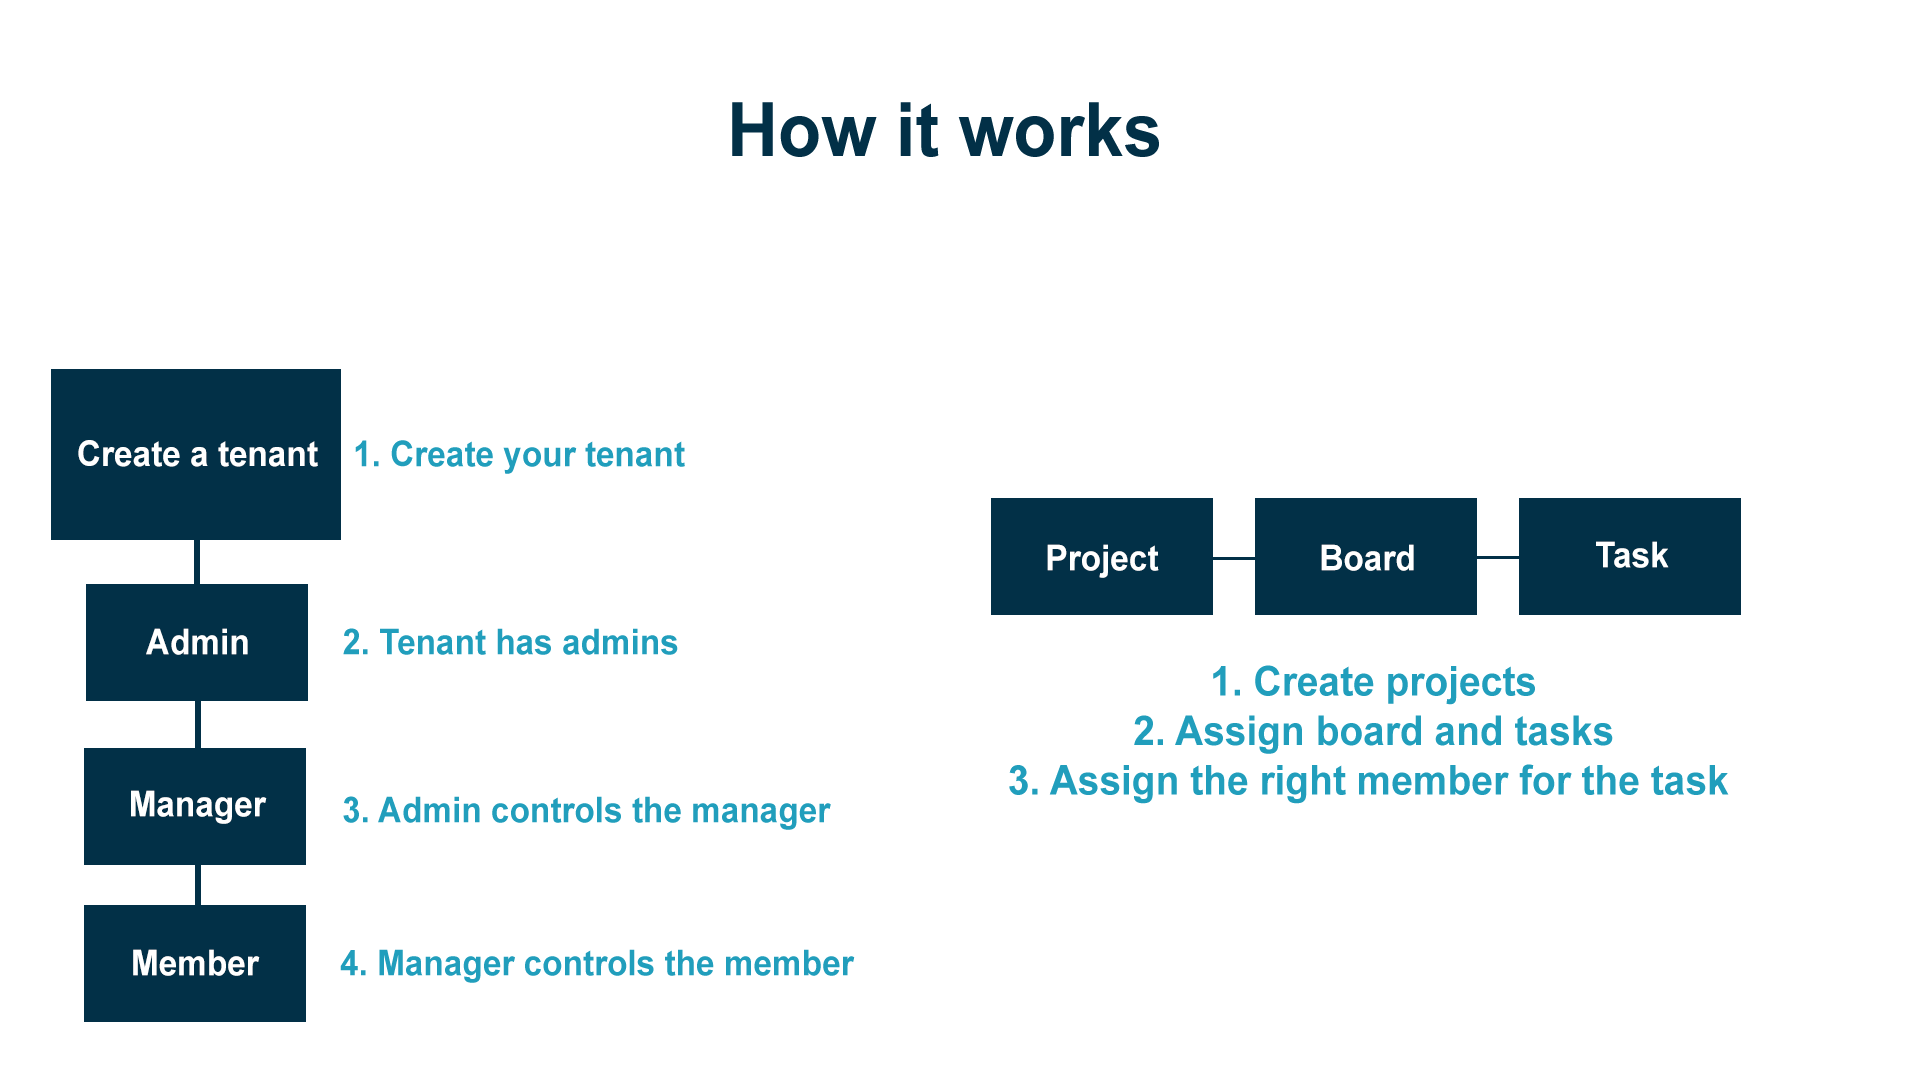 How it works
Create a tenant
1. Create your tenant
Admin
2. Tenant has admins
Manager
3. Admin controls the manager
Member
4. Manager controls the member
Project
Board
Task
1. Create projects
2. Assign board and tasks
3. Assign the right member for the task